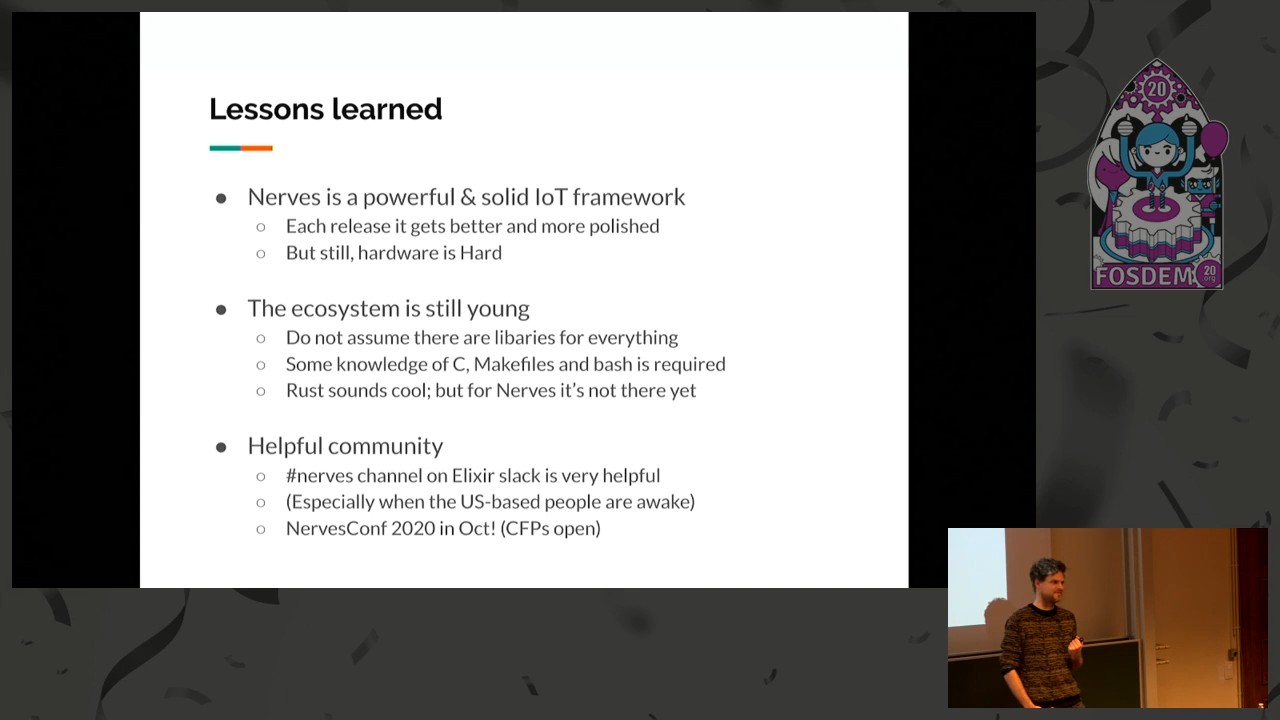 Lessons learned
● Nerves is a powerful & solid IoT framework
○ Each release it gets better and more polished
○ But still, hardware is Hard
● The ecosystem is still young
○ Do not assume there are libaries for everything
○ Some knowledge of C, Makefiles and bash is required
○ Rust sounds cool; but for Nerves it's not there yet
● Helpful community
○ #nerves channel on Elixir slack is very helpful
○ (Especially when the US-based people are awake)
○ NervesConf 2020 in Oct! (CFPs open)
20
FOSDEM
20
.org